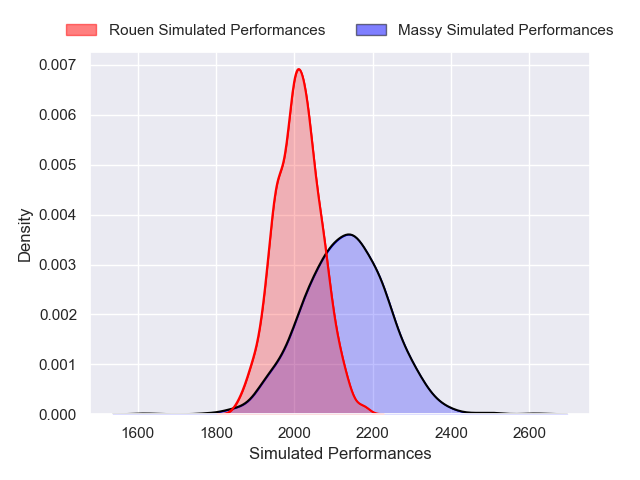 Rouen Simulated Performances Massy Simulated Performances
0.007
0.006
0.005
0.004
0.003
0.002
0.001
0.000
Density
1600 1800 2000 2200 2400 2600
Simulated Performances